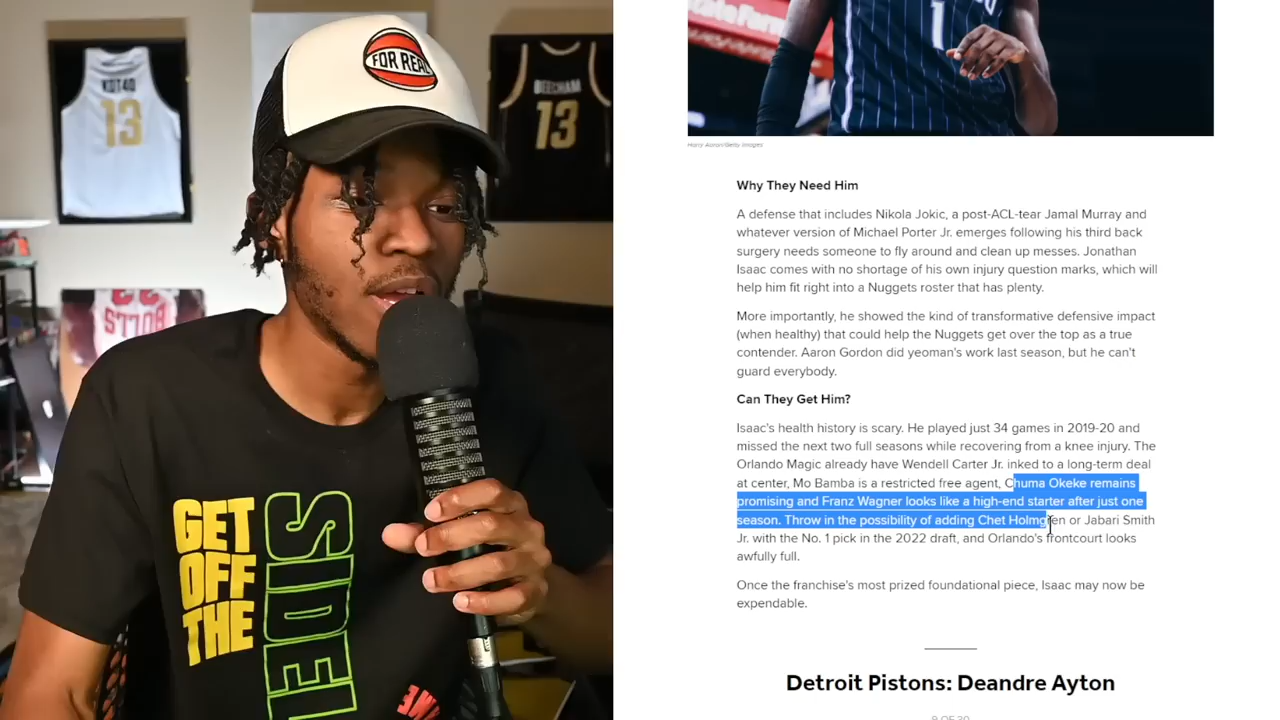 KOT4Q
13
BEECHAM
13
FOR REAL
BULLS
23
GET
OFF
THE
SIDEL
1
StateFarm
Harry Aaron/Getty Images
Why They Need Him
A defense that includes Nikola Jokic, a post-ACL-tear Jamal Murray and
whatever version of Michael Porter Jr. emerges following his third back
surgery needs someone to fly around and clean up messes. Jonathan
Isaac comes with no shortage of his own injury question marks, which will
help him fit right into a Nuggets roster that has plenty.
More importantly, he showed the kind of transformative defensive impact
(when healthy) that could help the Nuggets get over the top as a true
contender. Aaron Gordon did yeoman's work last season, but he can't
guard everybody.
Can They Get Him?
Isaac's health history is scary. He played just 34 games in 2019-20 and
missed the next two full seasons while recovering from a knee injury. The
Orlando Magic already have Wendell Carter Jr. inked to a long-term deal
at center, Mo Bamba is a restricted free agent, Chuma Okeke remains
promising and Franz Wagner looks like a high-end starter after just one
season. Throw in the possibility of adding Chet Holmgren or Jabari Smith
Jr. with the No. 1 pick in the 2022 draft, and Orlando's frontcourt looks
awfully full.
Once the franchise's most prized foundational piece, Isaac may now be
expendable.
Detroit Pistons: Deandre Ayton
9 OF 30